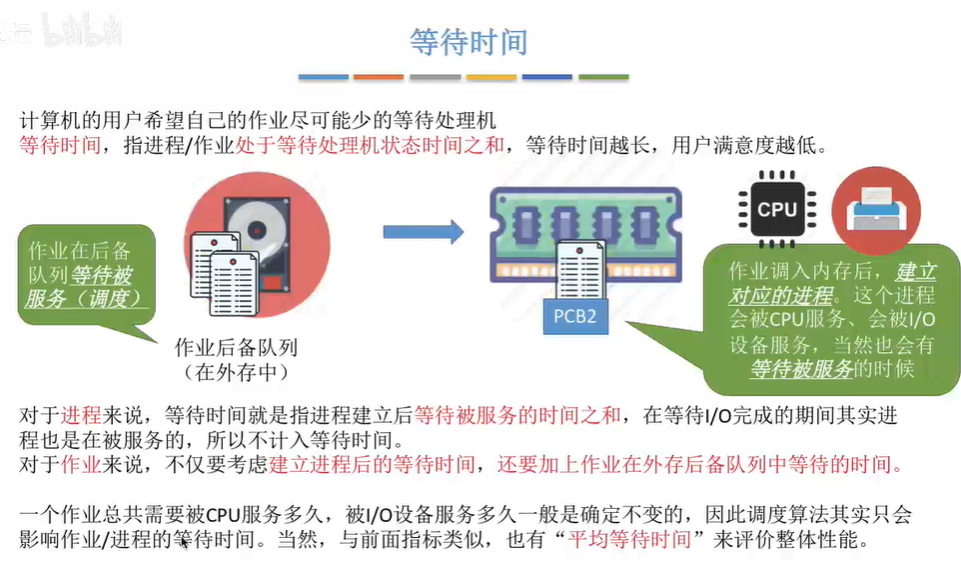 等待时间
计算机的用户希望自己的作业尽可能少的等待处理机
等待时间，指进程/作业处于等待处理机状态时间之和，等待时间越长，用户满意度越低。
作业在后备
队列等待被
服务（调度）
作业后备队列
（在外存中）
PCB2
CPU
作业调入内存后，建立
对应的进程。这个进程
会被CPU服务、会被I/O
设备服务，当然也会有
等待被服务的时候
对于进程来说，等待时间就是指进程建立后等待被服务的时间之和，在等待I/O完成的期间其实进
程也是在被服务的，所以不计入等待时间。
对于作业来说，不仅要考虑建立进程后的等待时间，还要加上作业在外存后备队列中等待的时间。
一个作业总共需要被CPU服务多久，被I/O设备服务多久一般是确定不变的，因此调度算法其实只会
影响作业/进程的等待时间。当然，与前面指标类似，也有“平均等待时间”来评价整体性能。